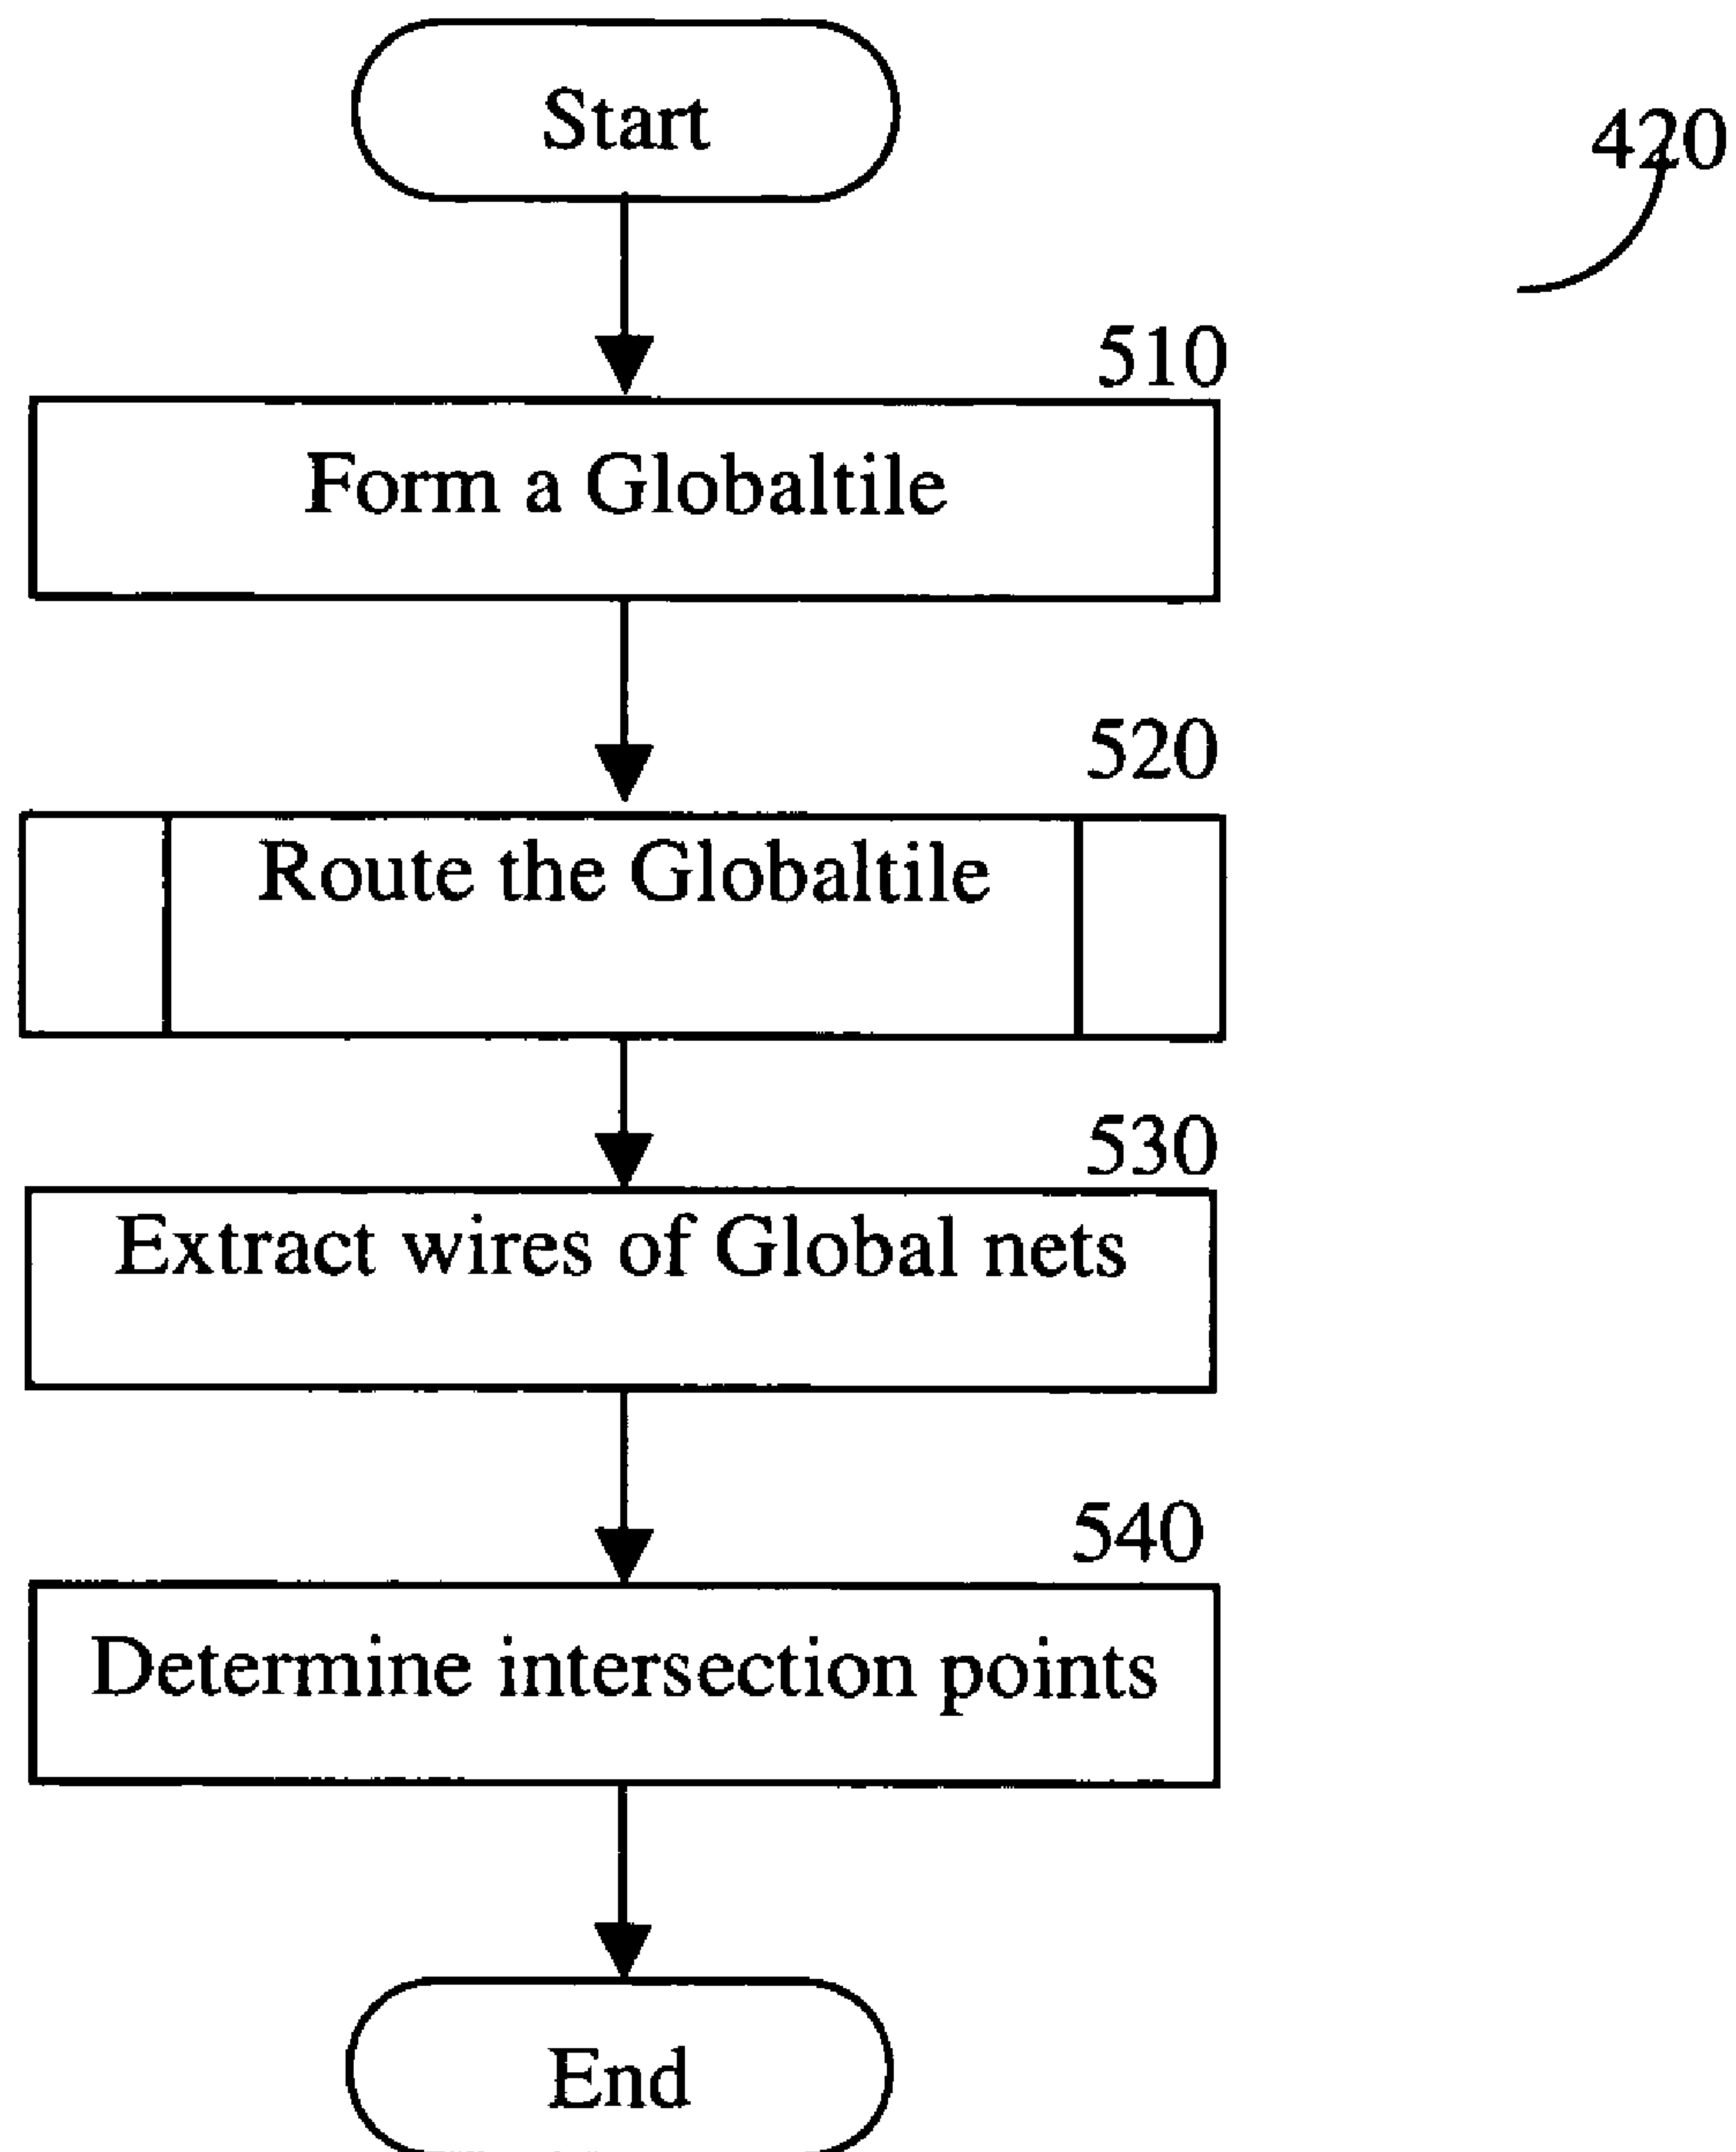 Start
420
510
Form a Globaltile
520
Route the Globaltile
530
Extract wires of Global nets
540
Determine intersection points
End